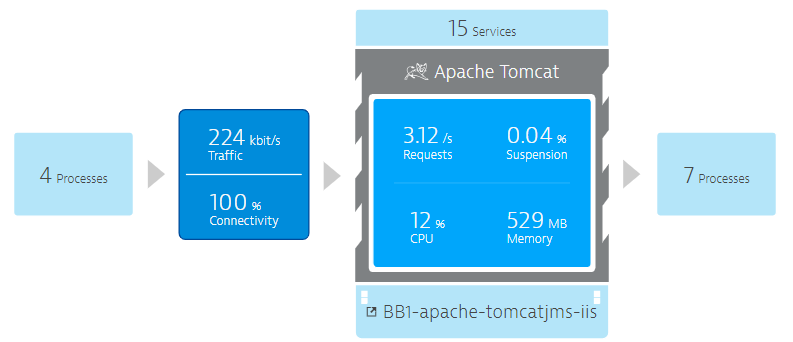 15 Services
Apache Tomcat
4 Processes
224 kbit/s
Traffic
100 %
Connectivity
3.12 /s
Requests
0.04 %
Suspension
12 %
CPU
529 MB
Memory
7 Processes
BB1-apache-tomcatjms-iis